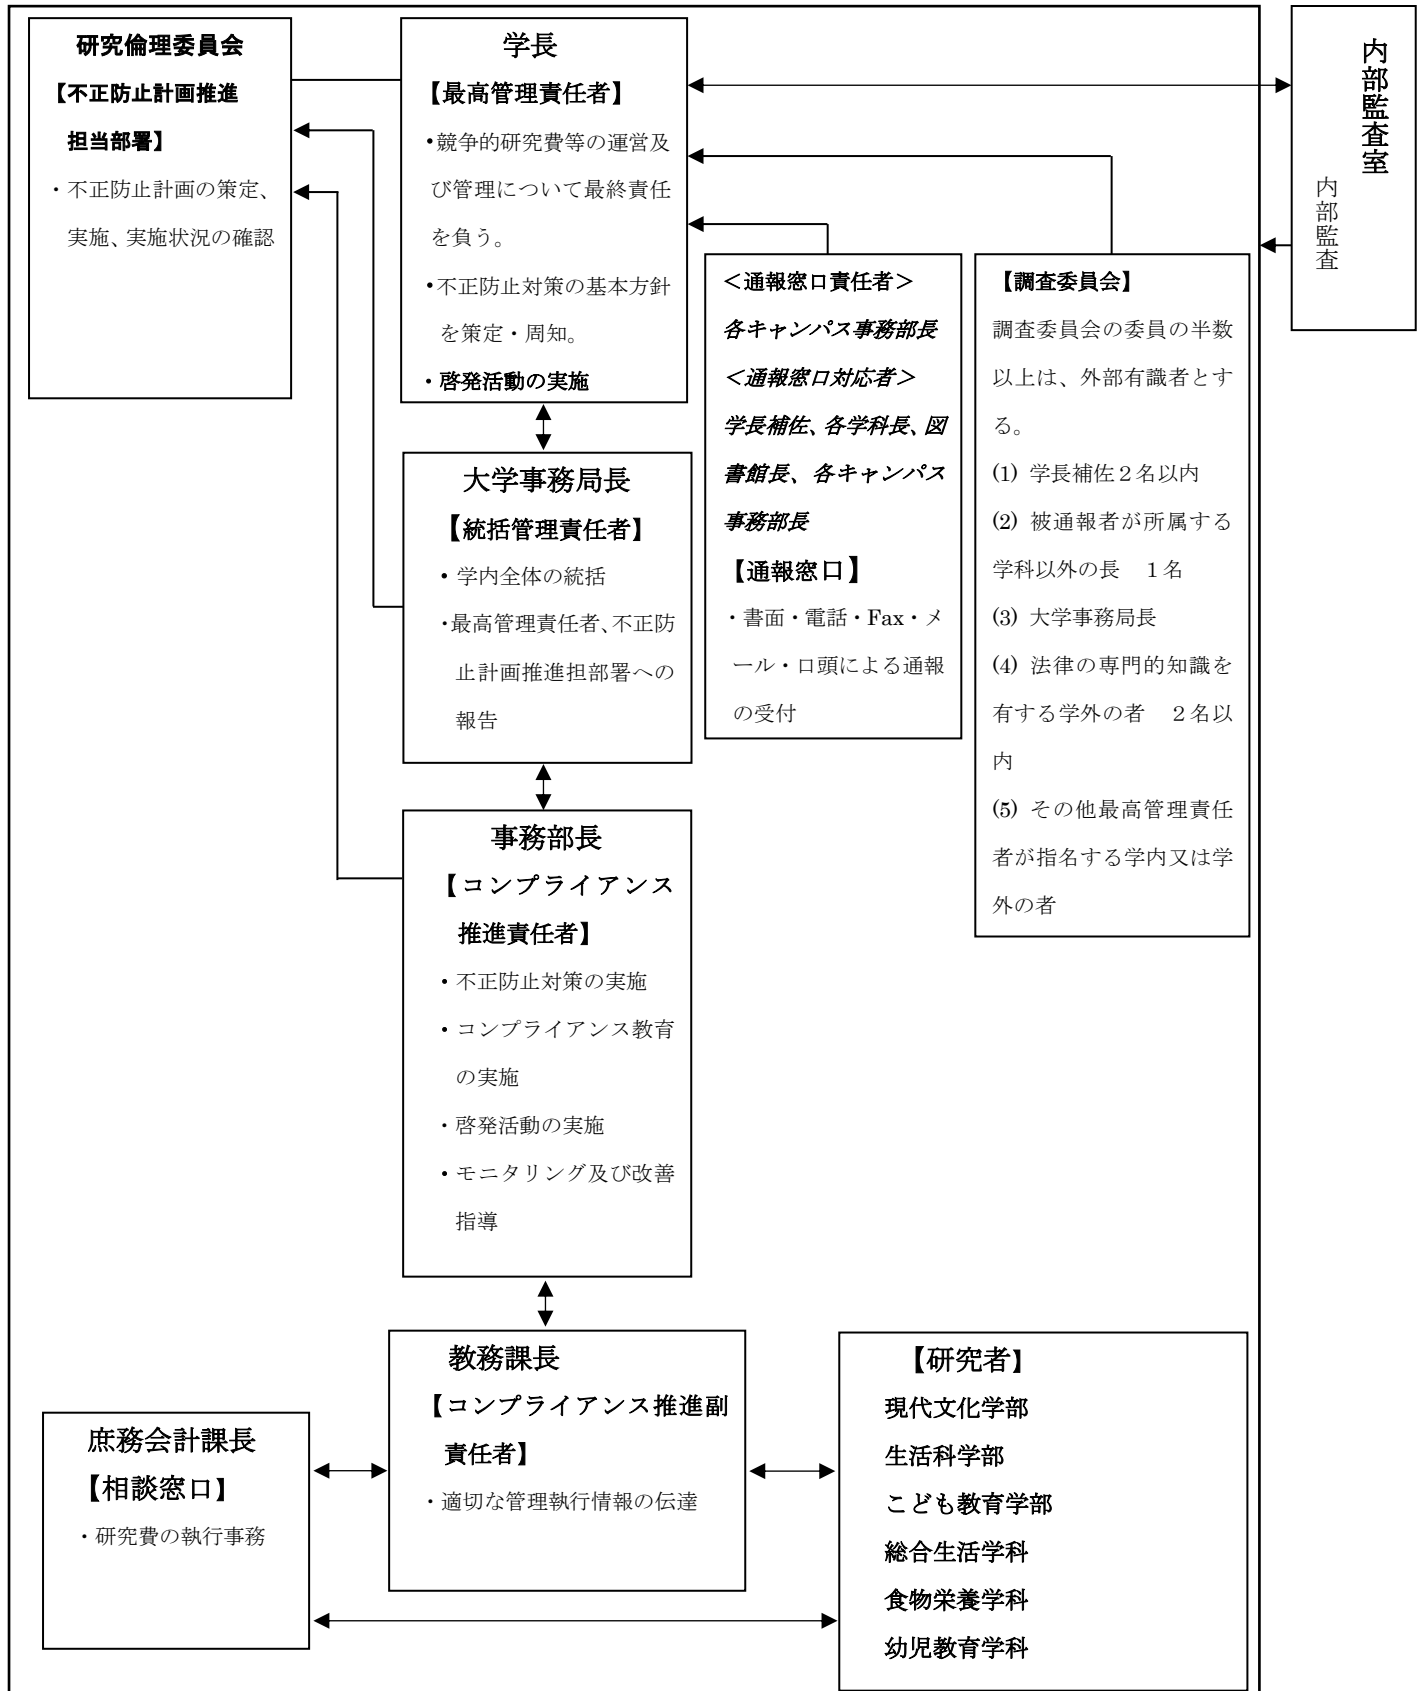 研究倫理委員会
【不正防止計画推進
担当部署】
・不正防止計画の策定、
実施、実施状況の確認
学長
【最高管理責任者】
・競争的研究費等の運営及
び管理について最終責任
を負う。
・不正防止対策の基本方針
を策定・周知。
・啓発活動の実施
内部監査室
内部監査
＜通報窓口責任者＞
各キャンパス事務部長
＜通報窓口対応者＞
学長補佐、各学科長、図
書館長、各キャンパス
事務部長
【通報窓口】
・書面・電話・Fax・メ
ール・口頭による通報
の受付
【調査委員会】
調査委員会の委員の半数
以上は、外部有識者とす
る。
(1) 学長補佐２名以内
(2) 被通報者が所属する
学科以外の長　１名
(3) 大学事務局長
(4) 法律の専門的知識を
有する学外の者　２名以
内
(5) その他最高管理責任
者が指名する学内又は学
外の者
大学事務局長
【統括管理責任者】
・学内全体の統括
・最高管理責任者、不正防
止計画推進担部署への
報告
事務部長
【コンプライアンス
推進責任者】
・不正防止対策の実施
・コンプライアンス教育
の実施
・啓発活動の実施
・モニタリング及び改善
指導
教務課長
【コンプライアンス推進副
責任者】
・適切な管理執行情報の伝達
庶務会計課長
【相談窓口】
・研究費の執行事務
【研究者】
現代文化学部
生活科学部
こども教育学部
総合生活学科
食物栄養学科
幼児教育学科